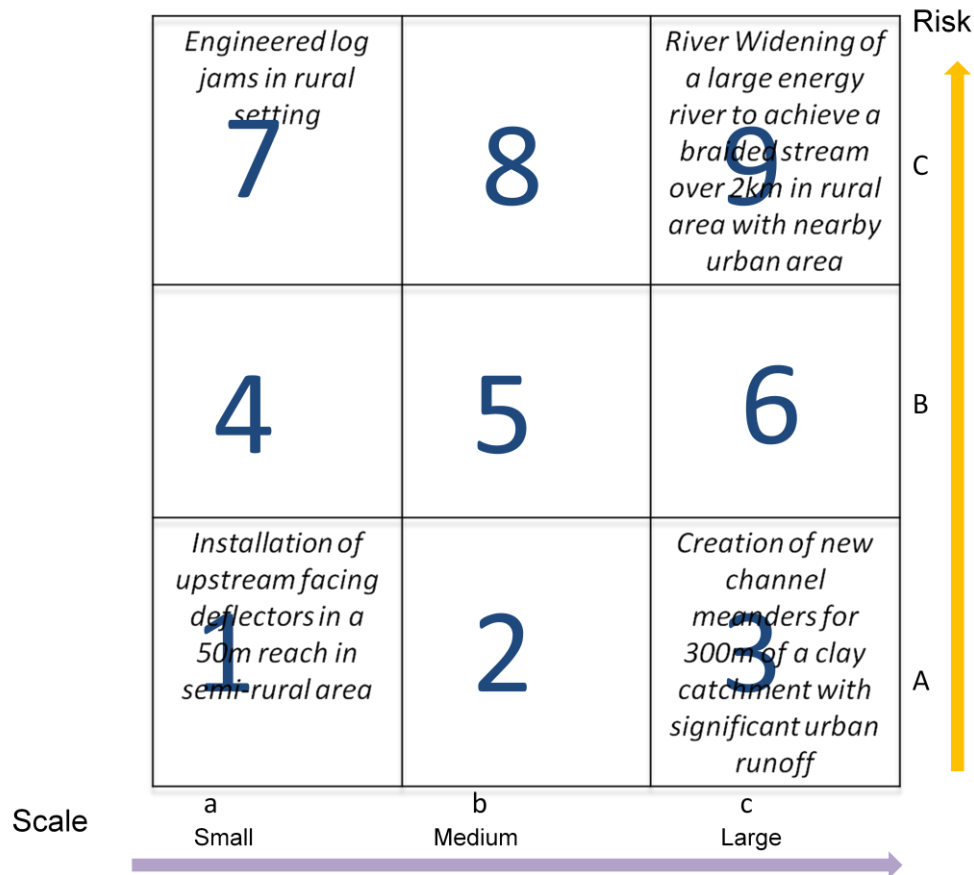 Risk
Engineered log
jams in rural
setting
7
8
River Widening of
a large energy
river to achieve a
braided stream
over 2km in rural
area with nearby
urban area
9
C
4
5
6
B
Installation of
upstream facing
deflectors in a
50m reach in
semi-rural area
1
2
Creation of new
channel
meanders for
300m of a clay
catchment with
significant urban
runoff
3
A
a
b
c
Scale
Small
Medium
Large